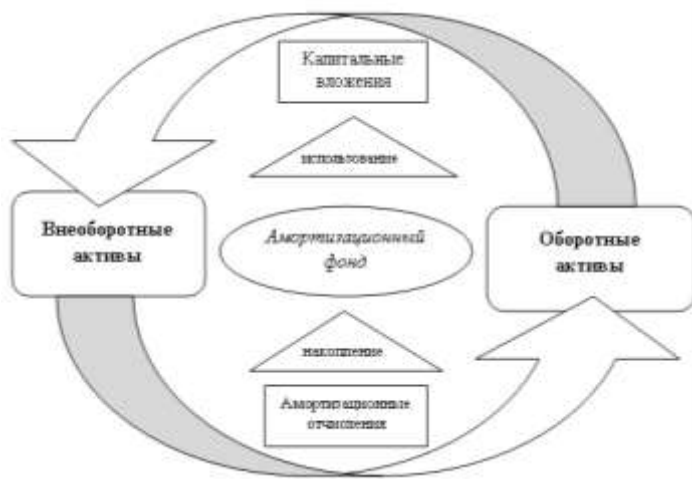 Капитальные
вложения
использование
Внеоборотные
активы
Амортизационный
фонд
Оборотные
активы
накопление
Амортизационные
отчисления